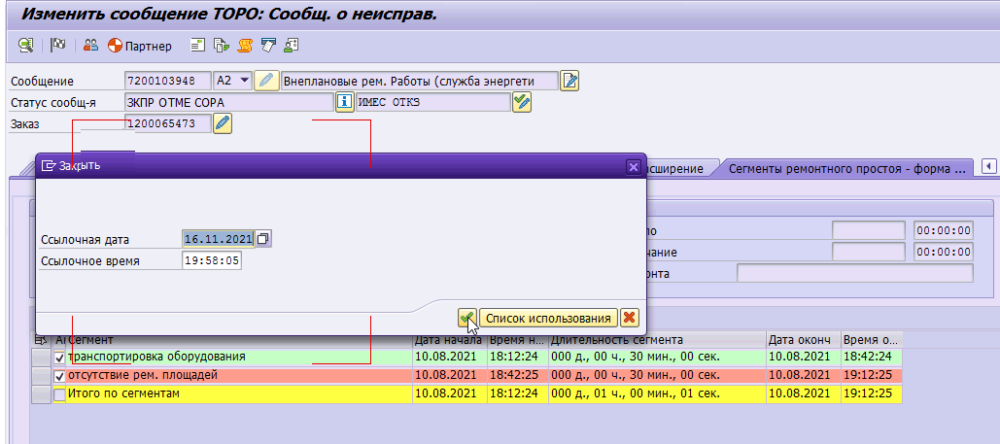 Изменить сообщение ТОРО: Сообщ. о неисправ.
Партнер
Сообщение 7200103948 A2 Внеплановые рем. Работы (служба энергети
Статус сообщ-я ЗКПР ОТМЕ СОРА ИМЕС ОТКЗ
Заказ 1200065473
Закрыть
асширение Сегменты ремонтного простоя - форма ...
Ссылочная дата 16.11.2021
ло 00:00:00
Ссылочное время 19:58:05
чание 00:00:00
онта
Список использования
Сегмент Дата начала Время н... Длительность сегмента Дата оконч Время о...
транспортировка оборудования 10.08.2021 18:12:24 000 д., 00 ч., 30 мин., 00 сек. 10.08.2021 18:42:24
отсутствие рем. площадей 10.08.2021 18:42:25 000 д., 00 ч., 30 мин., 00 сек. 10.08.2021 19:12:25
Итого по сегментам 10.08.2021 18:12:24 000 д., 01 ч., 00 мин., 01 сек. 10.08.2021 19:12:25